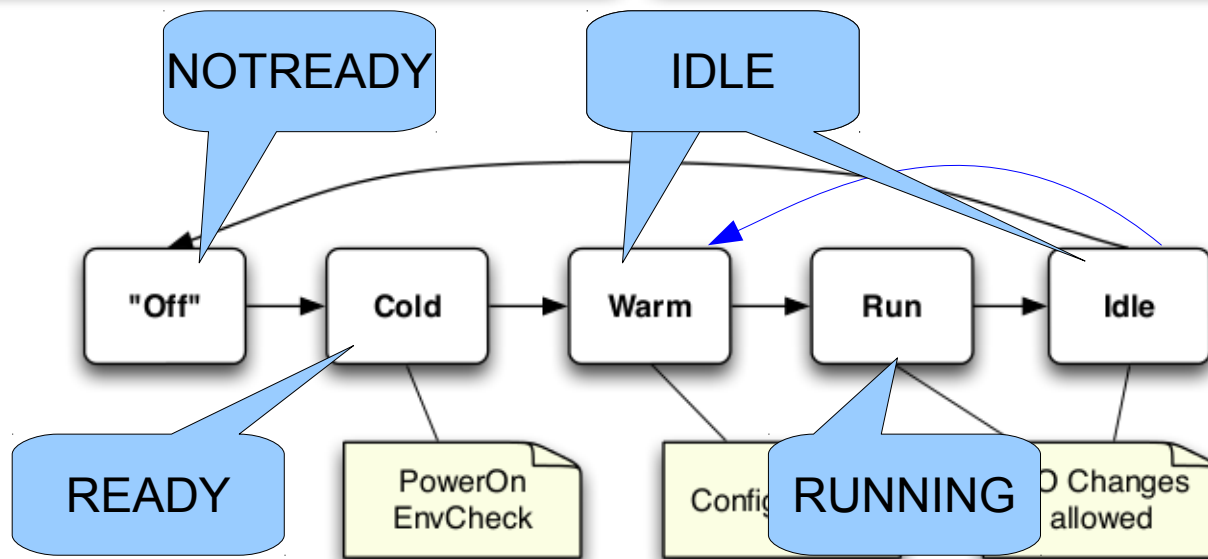 NOTREADY
IDLE
"Off"
Cold
Warm
Run
Idle
READY
PowerOn
EnvCheck
RUNNING
Changes
allowed